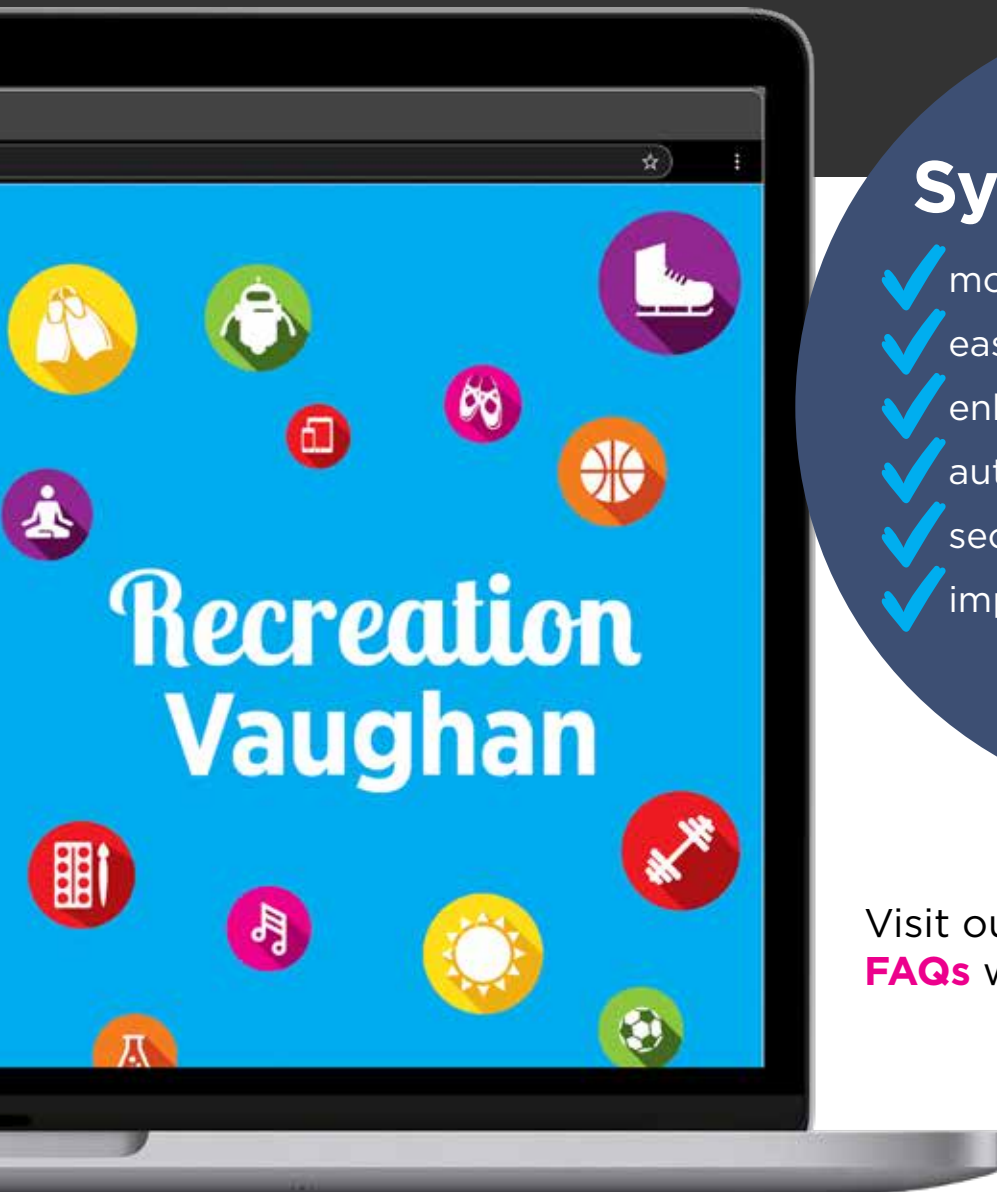 Recreation
Vaughan
Sy
mo
eas
enh
aut
sec
imp
Visit ou
FAQs w